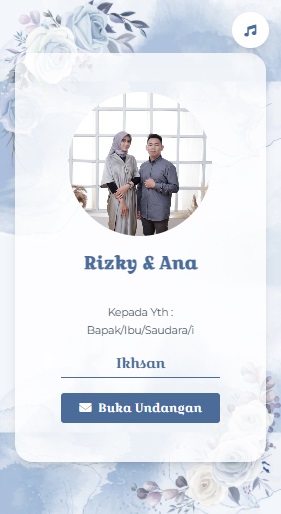 Rizky & Ana
Kepada Yth :
Bapak/Ibu/Saudara/i
Ikhsan
Buka Undangan